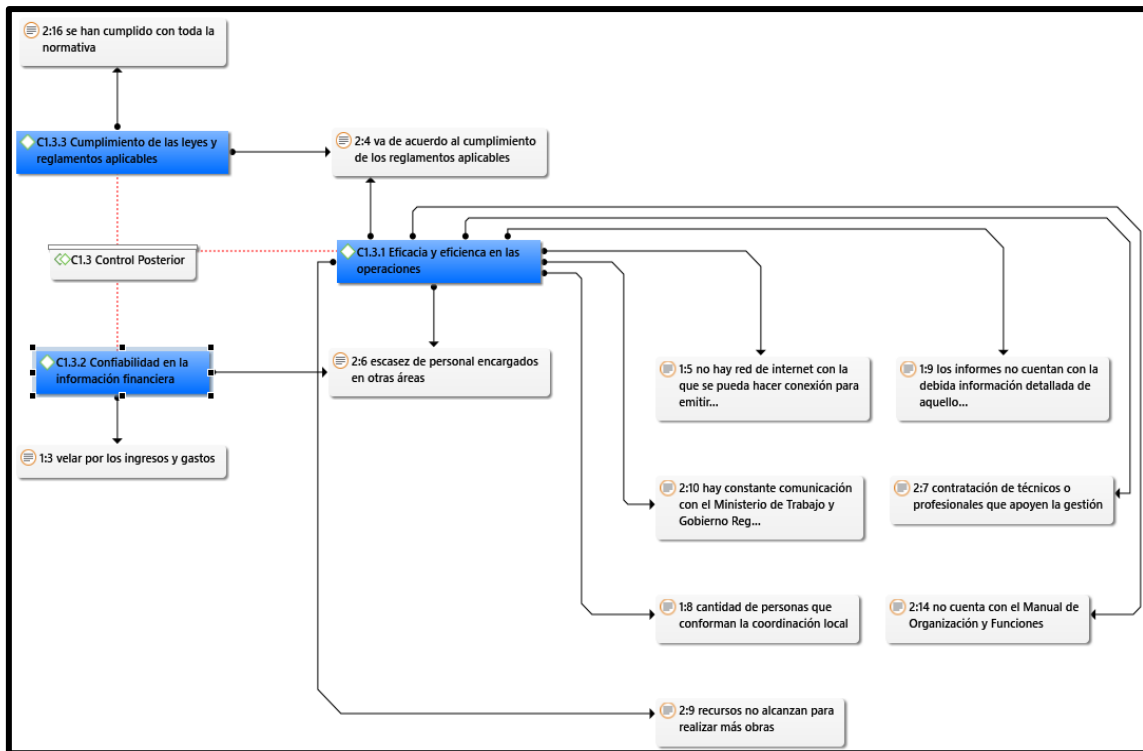 2:16 se han cumplido con toda la
normativa
C1.3.3 Cumplimiento de las leyes y
reglamentos aplicables
2:4 va de acuerdo al cumplimiento
de los reglamentos aplicables
C1.3 Control Posterior
C1.3.1 Eficacia y eficienca en las
operaciones
C1.3.2 Confiabilidad en la
información financiera
2:6 escasez de personal encargados
en otras áreas
1:5 no hay red de internet con la
que se pueda hacer conexión para
emitir...
1:9 los informes no cuentan con la
debida información detallada de
aquello...
1:3 velar por los ingresos y gastos
2:10 hay constante comunicación
con el Ministerio de Trabajo y
Gobierno Reg...
2:7 contratación de técnicos o
profesionales que apoyen la gestión
1:8 cantidad de personas que
conforman la coordinación local
2:14 no cuenta con el Manual de
Organización y Funciones
2:9 recursos no alcanzan para
realizar más obras